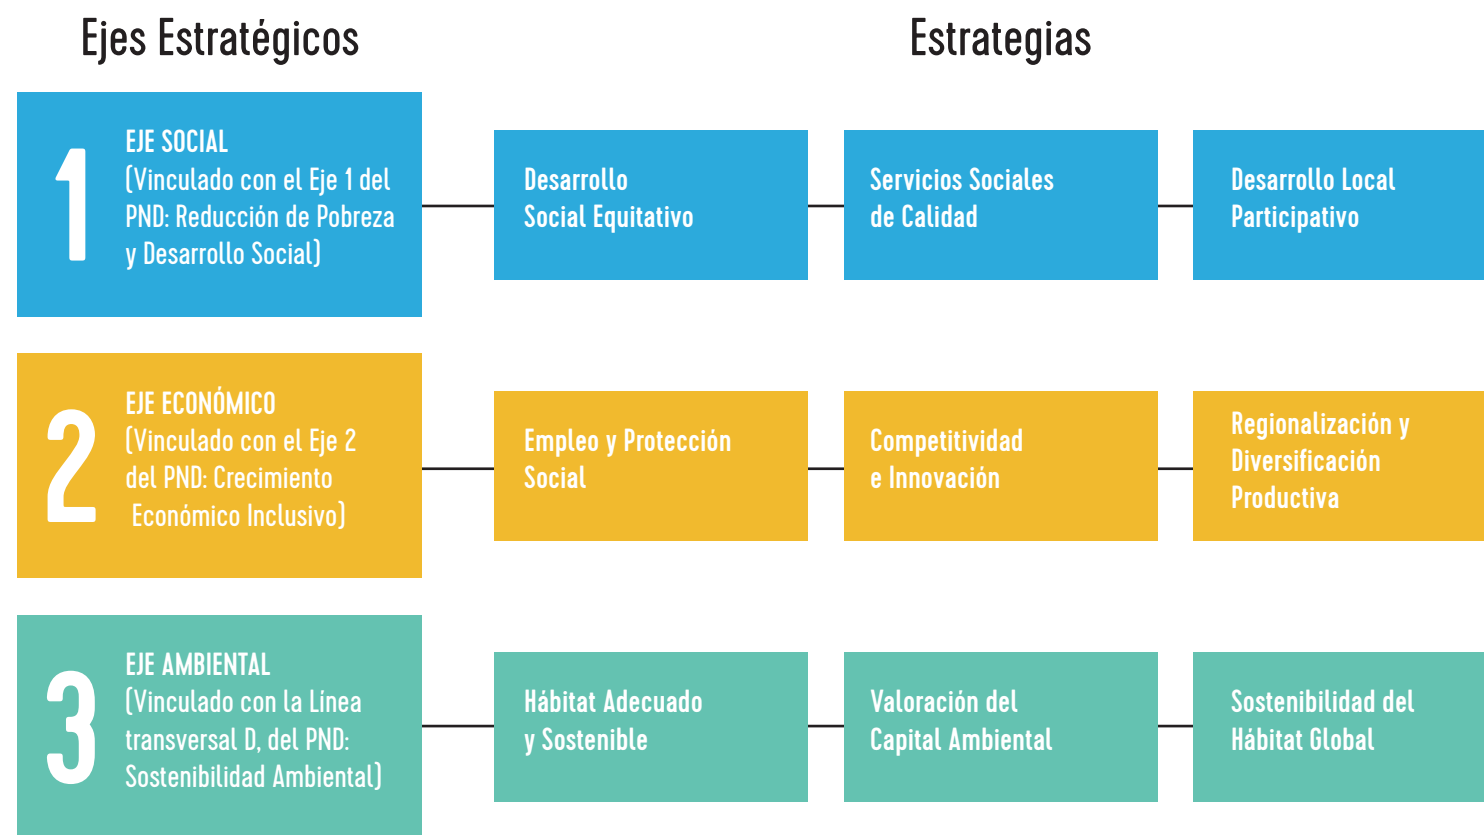 Ejes Estratégicos
Estrategias
1
EJE SOCIAL
(Vinculado con el Eje 1 del
PND: Reducción de Pobreza
y Desarrollo Social)
Desarrollo
Social Equitativo
Servicios Sociales
de Calidad
Desarrollo Local
Participativo
2
EJE ECONÓMICO
(Vinculado con el Eje 2
del PND: Crecimiento
Económico Inclusivo)
Empleo y Protección
Social
Competitividad
e Innovación
Regionalización y
Diversificación
Productiva
3
EJE AMBIENTAL
(Vinculado con la Línea
transversal D, del PND:
Sostenibilidad Ambiental)
Hábitat Adecuado
y Sostenible
Valoración del
Capital Ambiental
Sostenibilidad del
Hábitat Global